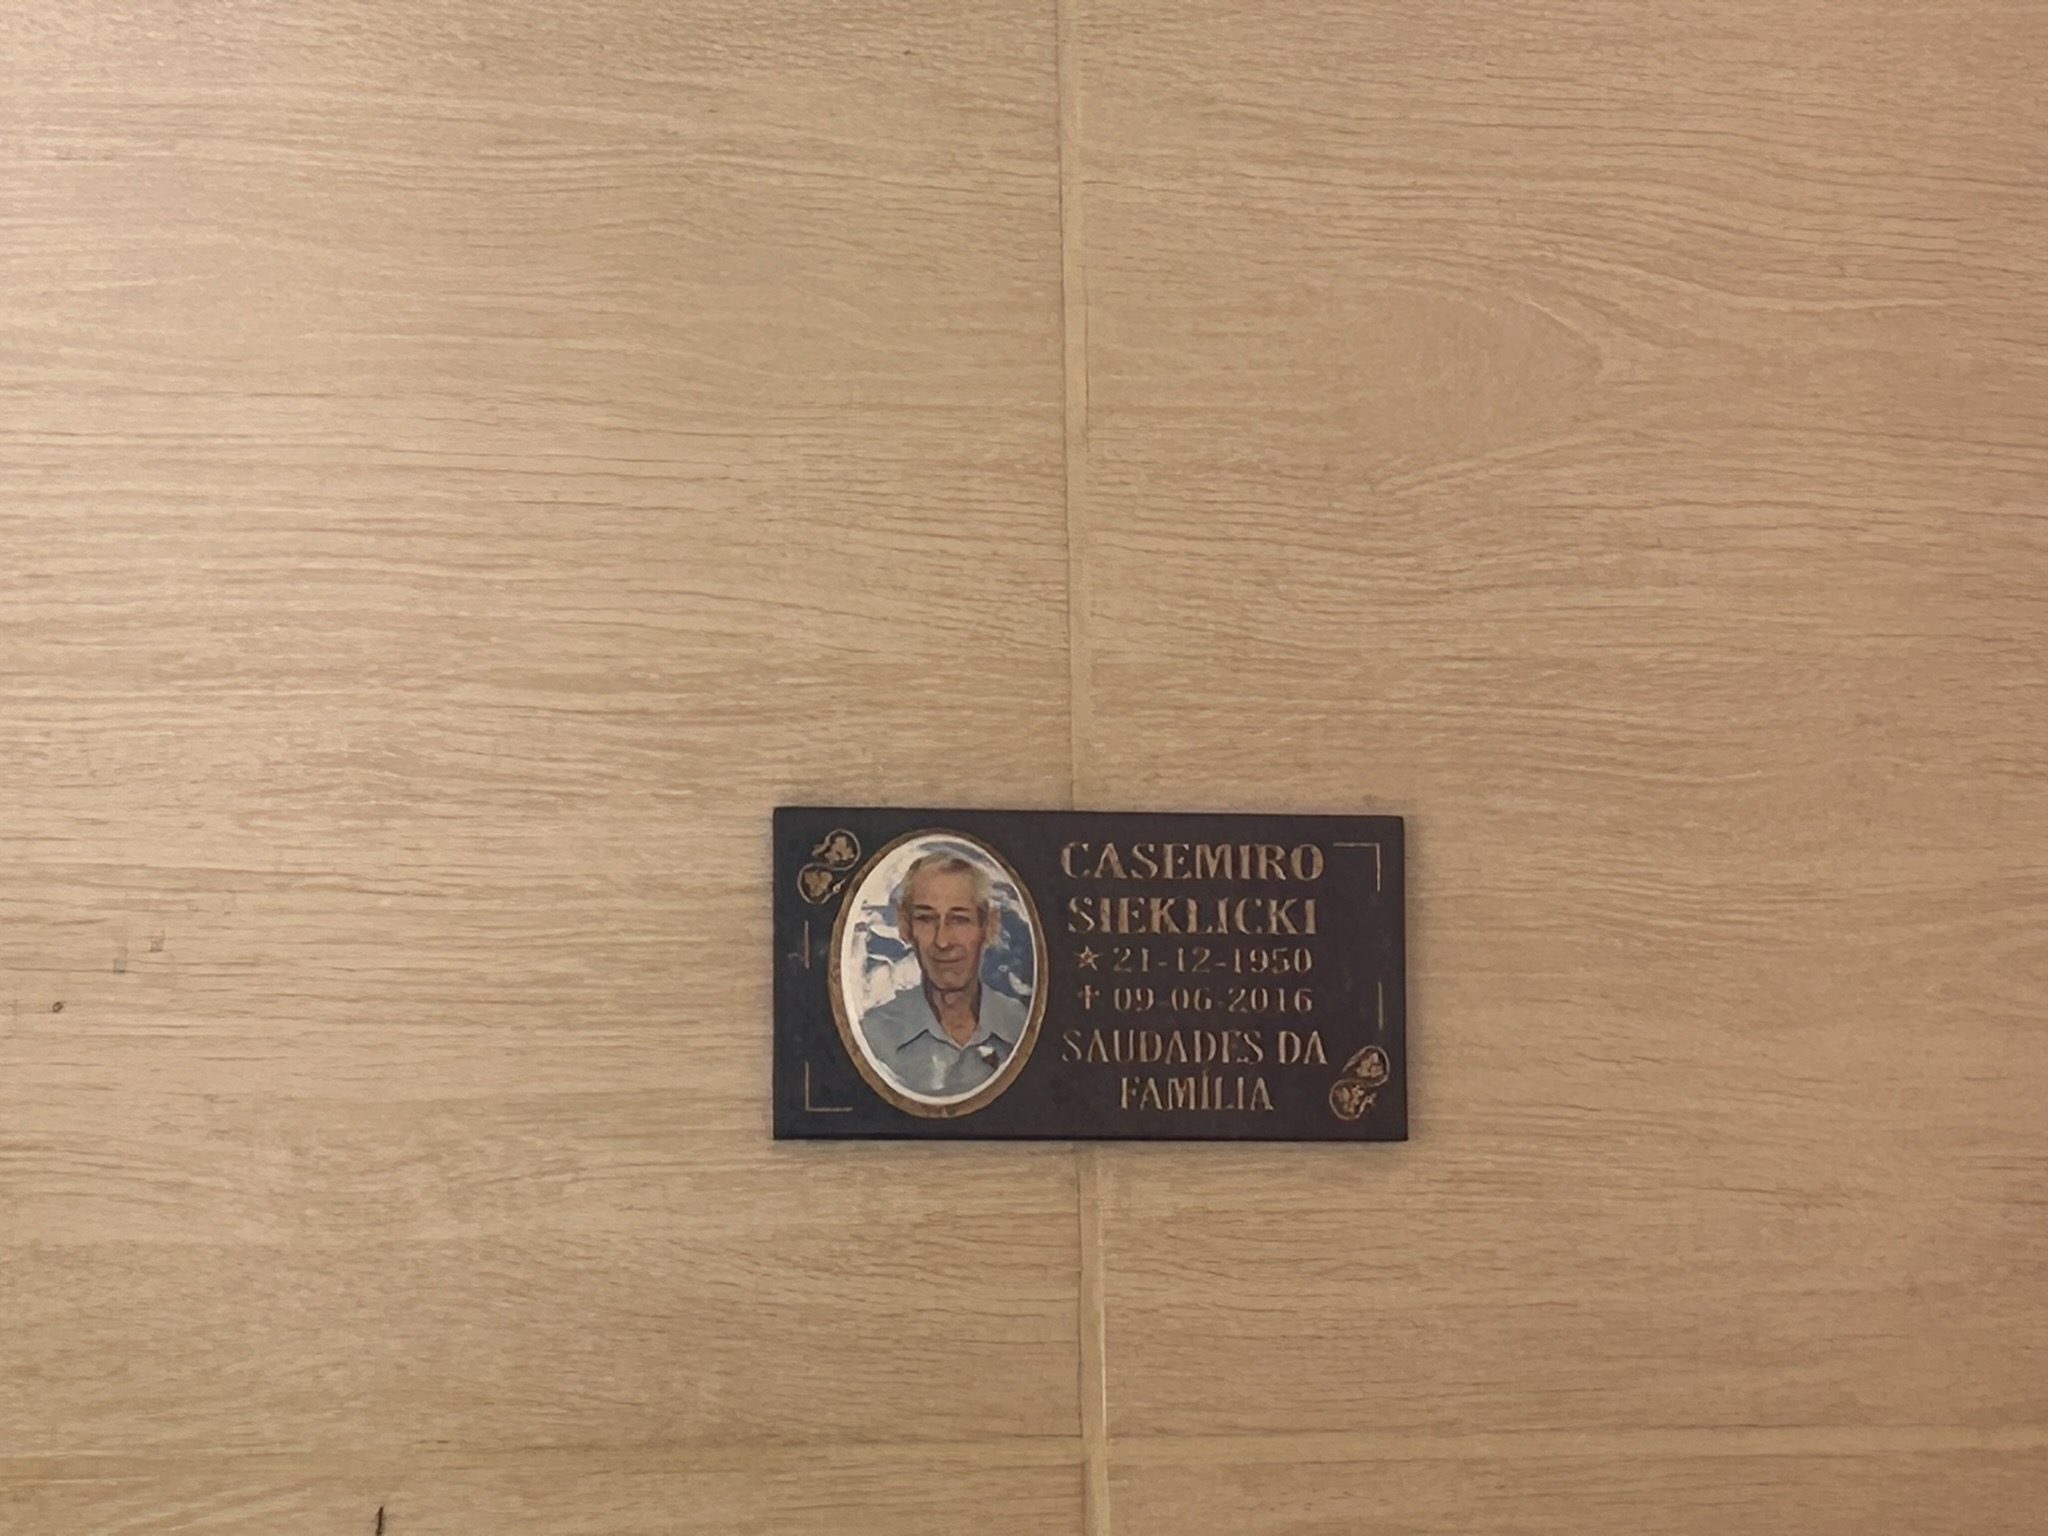 CASEMIRO
SIEKLICKI
☆ 21-12-1950
✝ 09-06-2016
SAUDADES DA
FAMÍLIA